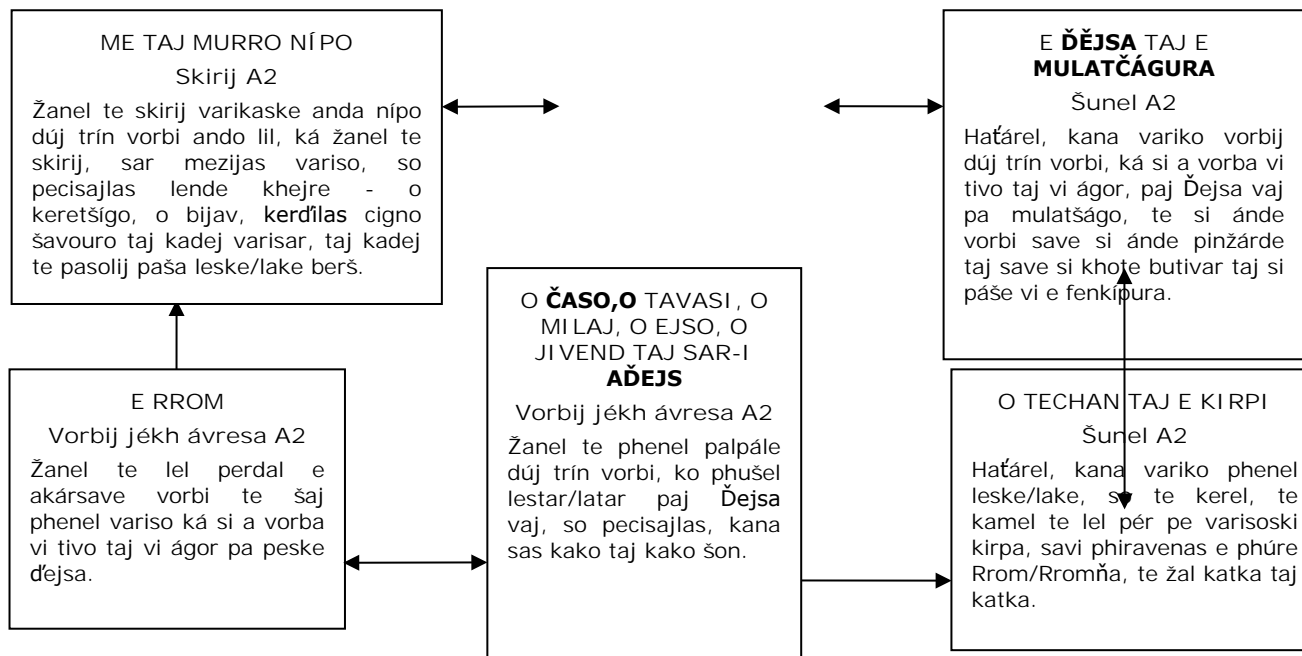 ME TAJ MURRO NÍPO
Skirij A2
Žanel te skirij varikaske anda nípo
dúj trín vorbi ando lil, ká žanel te
skirij, sar mezijas variso, so
pecisajlas lende khejre - o
keretšígo, o bijav, kerďilas cigno
šavouro taj kadej varisar, taj kadej
te pasolij paša leske/lake berš.
E RROM
Vorbij jékh ávresa A2
Žanel te lel perdal e
akársave vorbi te šaj
phenel variso ká si a vorba
vi tivo taj vi ágor pa peske
ďejsa.
O ČASO,O TAVASI, O
MILAJ, O EJSO, O
JIVEND TAJ SAR-I
AĎEJS
Vorbij jékh ávresa A2
Žanel te phenel palpále
dúj trín vorbi, ko phušel
lestar/latar paj Ďejsa
vaj, so pecisajlas, kana
sas kako taj kako šon.
E ĎĚJSA TAJ E
MULATČÁGURA
Šunel A2
Haťárel, kana variko vorbij
dúj trín vorbi, ká si a vorba vi
tivo taj vi ágor, paj Ďejsa vaj
pa mulatšágo, te si ánde
vorbi save si ánde pinžárde
taj save si khote butivar taj si
páše vi e fenkípura.
O TECHAN TAJ E KIRPI
Šunel A2
Haťárel, kana variko phenel
leske/lake, so te kerel, te
kamel te lel pér pe varisoski
kirpa, savi phiravenas e phúre
Rrom/Rromňa, te žal katka taj
katka.